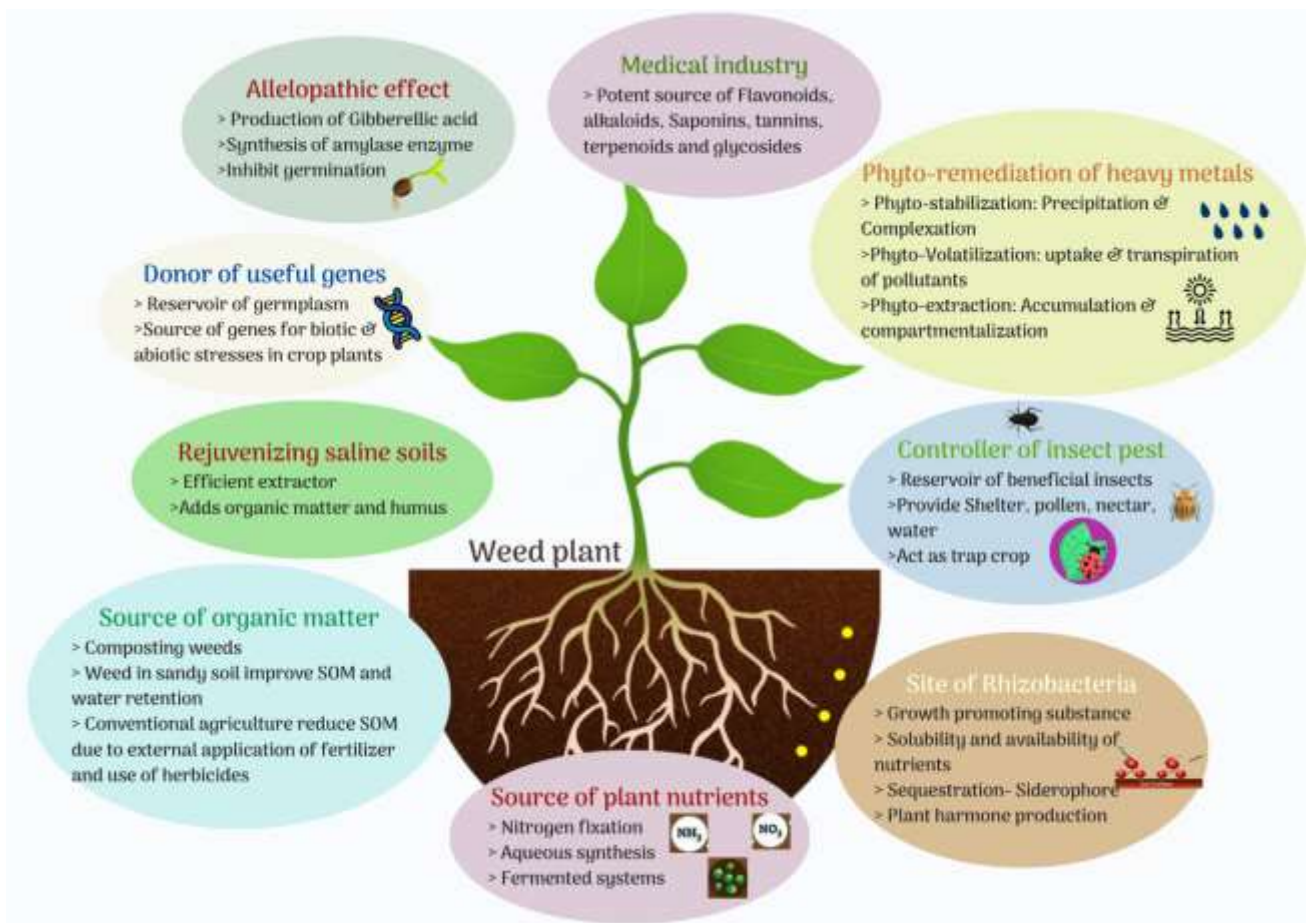 Allelopathic effect
> Production of Gibberellic acid
>Synthesis of amylase enzyme
>Inhibit germination
Medical industry
> Potent source of Flavonoids,
alkaloids, Saponins, tannins,
terpenoids and glycosides
Phyto-remediation of heavy metals
> Phyto-stabilization: Precipitation &
Complexation
>Phyto-Volatilization: uptake & transpiration
of pollutants
>Phyto-extraction: Accumulation &
compartmentalization
Donor of useful genes
> Reservoir of germplasm
>Source of genes for biotic &
abiotic stresses in crop plants
Rejuvenizing saline soils
> Efficient extractor
>Adds organic matter and humus
Controller of insect pest
> Reservoir of beneficial insects
>Provide Shelter, pollen, nectar,
water
>Act as trap crop
Weed plant
Source of organic matter
> Composting weeds
> Weed in sandy soil improve SOM and
water retention
> Conventional agriculture reduce SOM
due to external application of fertilizer
and use of herbicides
Site of Rhizobacteria
> Growth promoting substance
> Solubility and availability of
nutrients
> Sequestration- Siderophore
> Plant harmone production
Source of plant nutrients
> Nitrogen fixation
> Aqueous synthesis
> Fermented systems
NH3
NO3